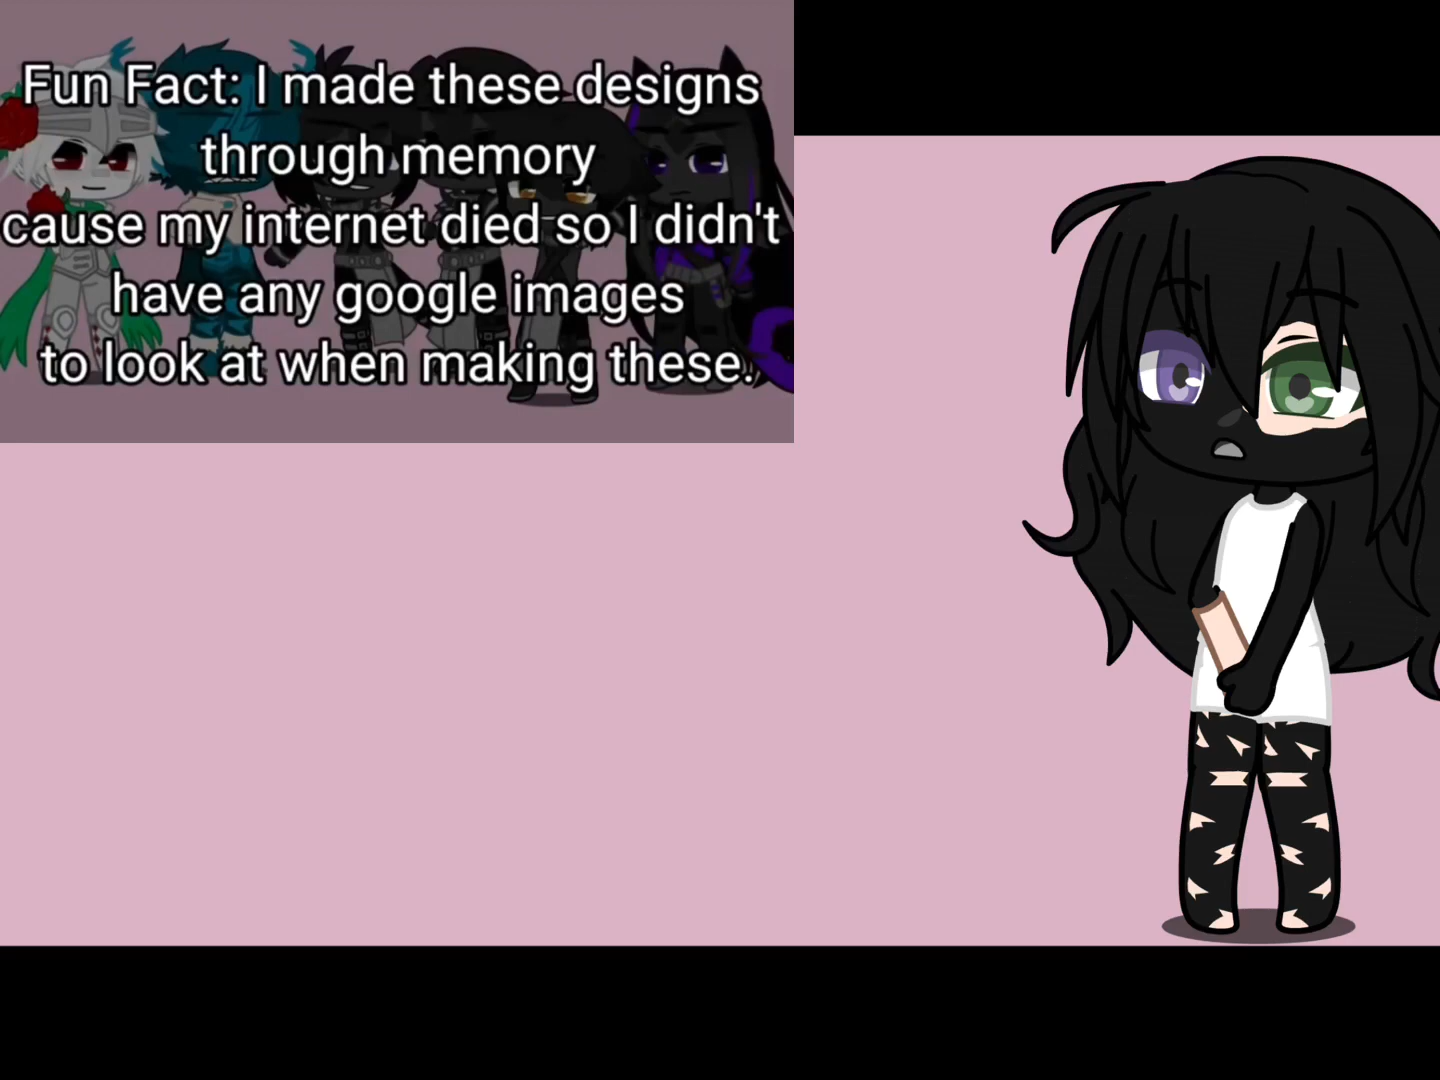 Fun Fact: I made these designs
through memory
cause my internet died so I didn't
have any google images
to look at when making these.